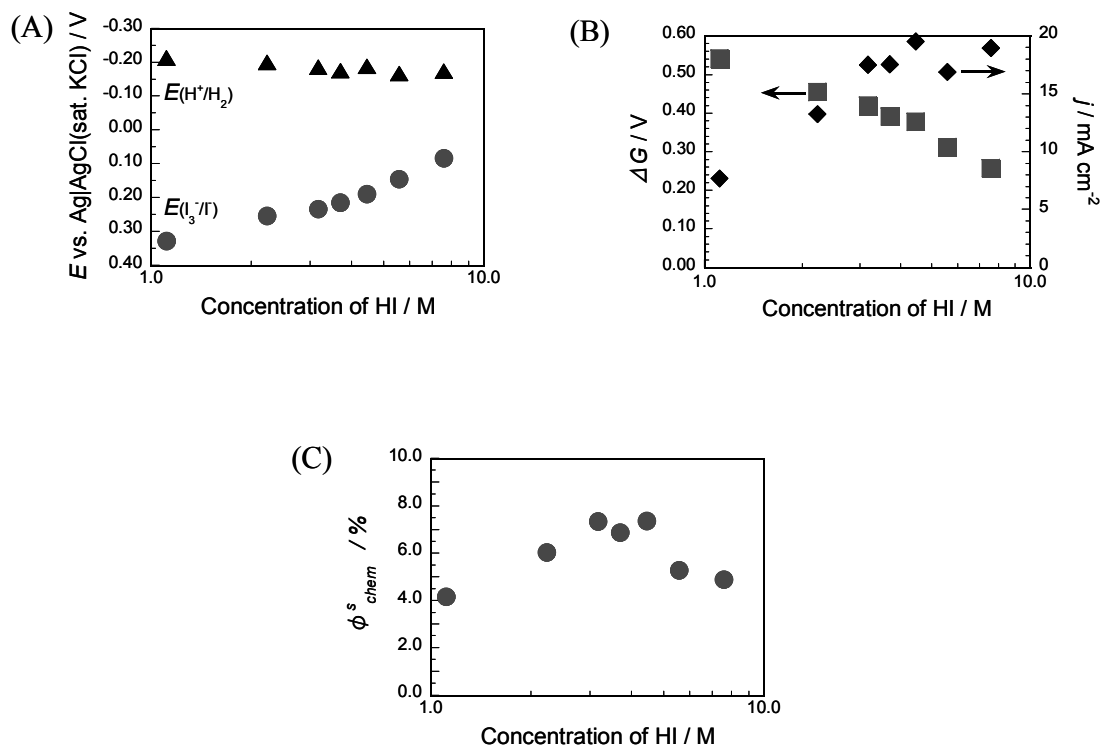 (A)
E vs. Ag|AgCl(sat. KCl) / V
-0.30
-0.20
-0.10
0.00
0.10
0.20
0.30
0.40
E(H⁺/H₂)
E(I₃⁻/I⁻)
1.0
10.0
Concentration of HI / M
(B)
ΔG / V
0.60
0.50
0.40
0.30
0.20
0.10
0.00
20
15
10
5
0
j / mA cm⁻²
1.0
10.0
Concentration of HI / M
(C)
ϕˢchem / %
10.0
8.0
6.0
4.0
2.0
0.0
1.0
10.0
Concentration of HI / M